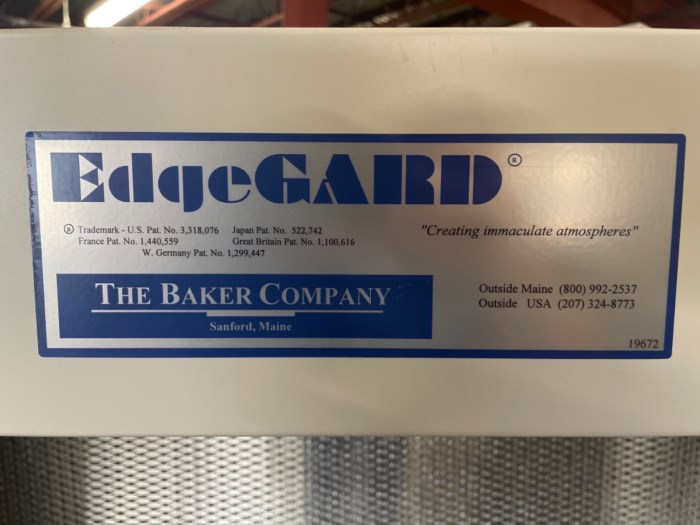 EdgeGARD®
® Trademark - U.S. Pat. No. 3,318,076 Japan Pat. No. 522,742
France Pat. No. 1,440,559 Great Britain Pat. No. 1,100,616
W. Germany Pat. No. 1,299,447
"Creating immaculate atmospheres"
THE BAKER COMPANY
Sanford, Maine
Outside Maine (800) 992-2537
Outside USA (207) 324-8773
19672